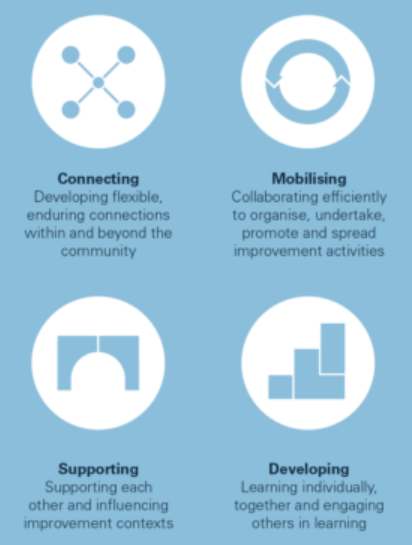 Connecting
Developing flexible,
enduring connections
within and beyond the
community
Mobilising
Collaborating efficiently
to organise, undertake,
promote and spread
improvement activities
Supporting
Supporting each
other and influencing
improvement contexts
Developing
Learning individually,
together and engaging
others in learning